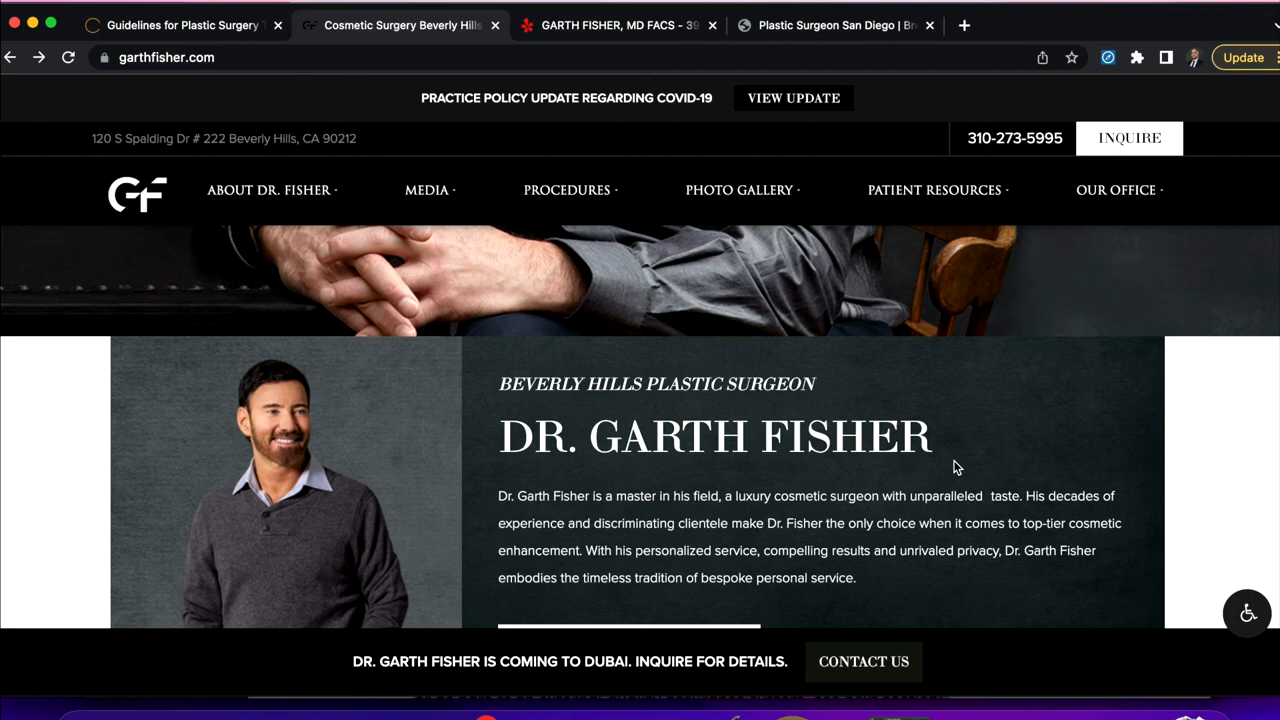 Guidelines for Plastic Surgery
Cosmetic Surgery Beverly Hills
GARTH FISHER, MD FACS - 39
Plastic Surgeon San Diego | Br
garthfisher.com
Update
PRACTICE POLICY UPDATE REGARDING COVID-19
VIEW UPDATE
120 S Spalding Dr # 222 Beverly Hills, CA 90212
310-273-5995
INQUIRE
GF
ABOUT DR. FISHER
MEDIA
PROCEDURES
PHOTO GALLERY
PATIENT RESOURCES
OUR OFFICE
BEVERLY HILLS PLASTIC SURGEON
DR. GARTH FISHER
Dr. Garth Fisher is a master in his field, a luxury cosmetic surgeon with unparalleled taste. His decades of
experience and discriminating clientele make Dr. Fisher the only choice when it comes to top-tier cosmetic
enhancement. With his personalized service, compelling results and unrivaled privacy, Dr. Garth Fisher
embodies the timeless tradition of bespoke personal service.
DR. GARTH FISHER IS COMING TO DUBAI. INQUIRE FOR DETAILS.
CONTACT US